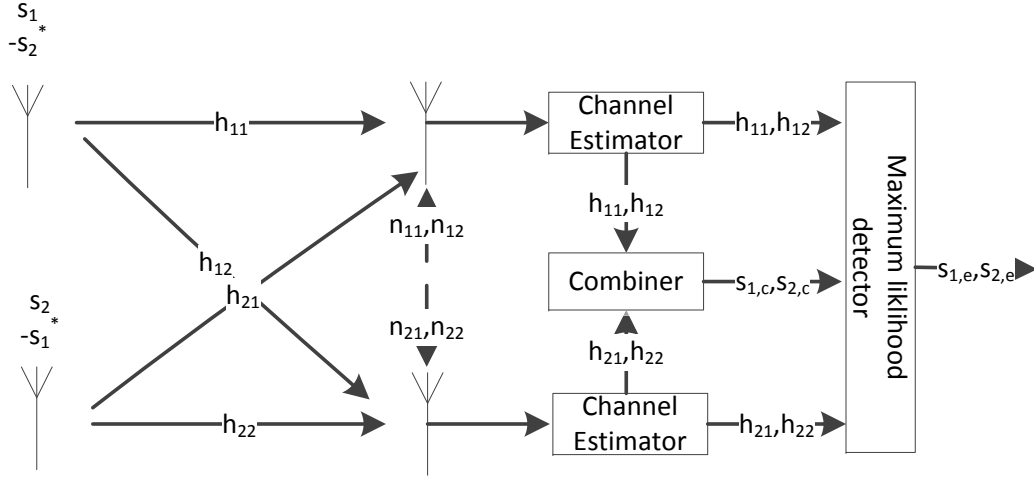 s1
-s2*
h11
h12
h21
s2
-s1*
h22
n11,n12
n21,n22
Channel
Estimator
h11,h12
h11,h12
Combiner
s1,c,s2,c
h21,h22
Channel
Estimator
h21,h22
Maximum liklihood
detector
s1,e,s2,e